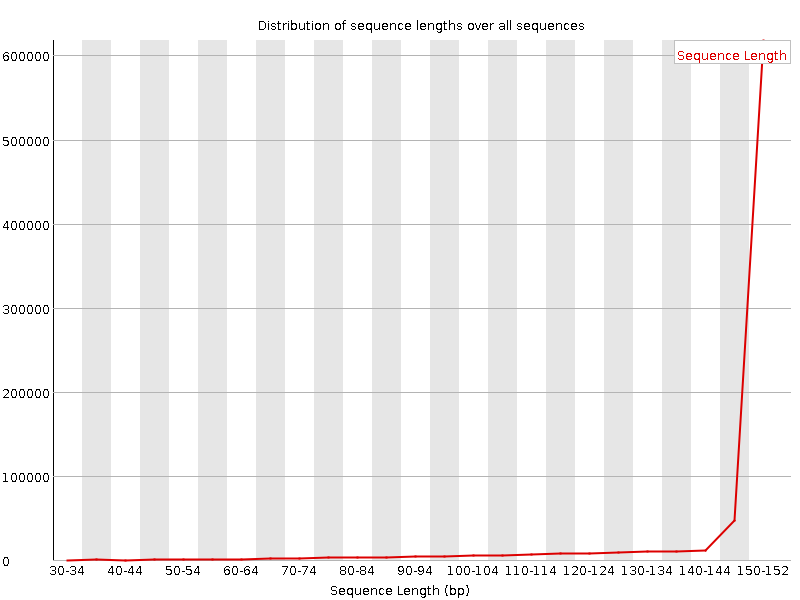 Distribution of sequence lengths over all sequences
Sequence Length
600000
500000
400000
300000
200000
100000
0
30-34 40-44 50-54 60-64 70-74 80-84 90-94 100-104 110-114 120-124 130-134 140-144 150-152
Sequence Length (bp)